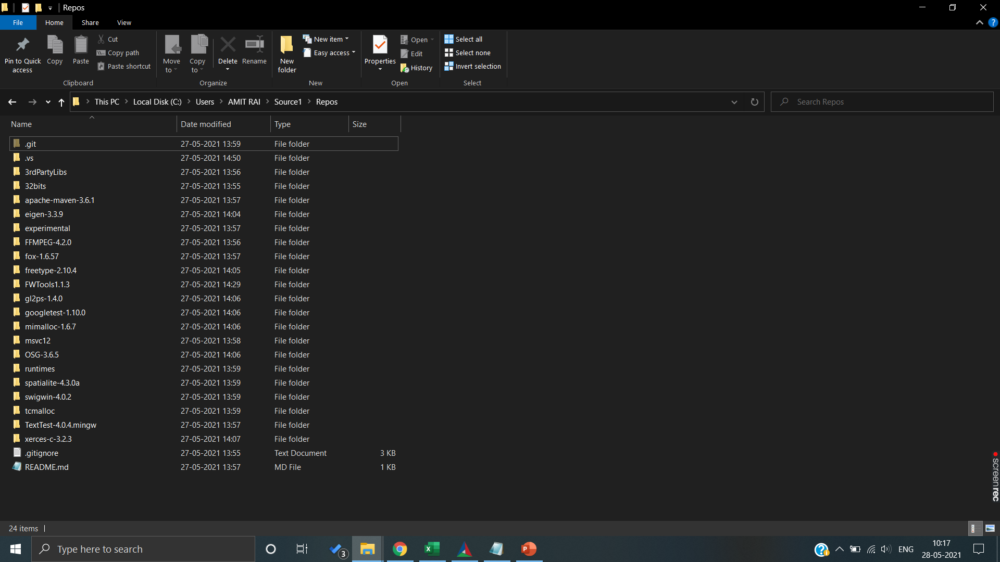 Repos
File Home Share View
Pin to Quick access
Copy
Paste
Cut
Copy path
Paste shortcut
Clipboard
Move to
Copy to
Delete
Rename
Organize
New folder
New item
Easy access
New
Properties
Open
Edit
History
Open
Select all
Select none
Invert selection
Select
This PC Local Disk (C:) Users AMIT RAI Source1 Repos
Search Repos
Name Date modified Type Size
.git 27-05-2021 13:59 File folder
.vs 27-05-2021 14:50 File folder
3rdPartyLibs 27-05-2021 13:56 File folder
32bits 27-05-2021 13:55 File folder
apache-maven-3.6.1 27-05-2021 13:57 File folder
eigen-3.3.9 27-05-2021 14:04 File folder
experimental 27-05-2021 13:57 File folder
FFMPEG-4.2.0 27-05-2021 13:56 File folder
fox-1.6.57 27-05-2021 13:57 File folder
freetype-2.10.4 27-05-2021 14:05 File folder
FWTools1.1.3 27-05-2021 14:29 File folder
gl2ps-1.4.0 27-05-2021 14:06 File folder
googletest-1.10.0 27-05-2021 14:06 File folder
mimalloc-1.6.7 27-05-2021 14:06 File folder
msvc12 27-05-2021 13:58 File folder
OSG-3.6.5 27-05-2021 14:06 File folder
runtimes 27-05-2021 13:59 File folder
spatialite-4.3.0a 27-05-2021 13:59 File folder
swigwin-4.0.2 27-05-2021 13:59 File folder
tcmalloc 27-05-2021 13:59 File folder
TextTest-4.0.4.mingw 27-05-2021 13:57 File folder
xerces-c-3.2.3 27-05-2021 14:07 File folder
.gitignore 27-05-2021 13:55 Text Document 3 KB
README.md 27-05-2021 13:57 MD File 1 KB
screenrec
24 items
Type here to search
3
ENG
10:17
28-05-2021